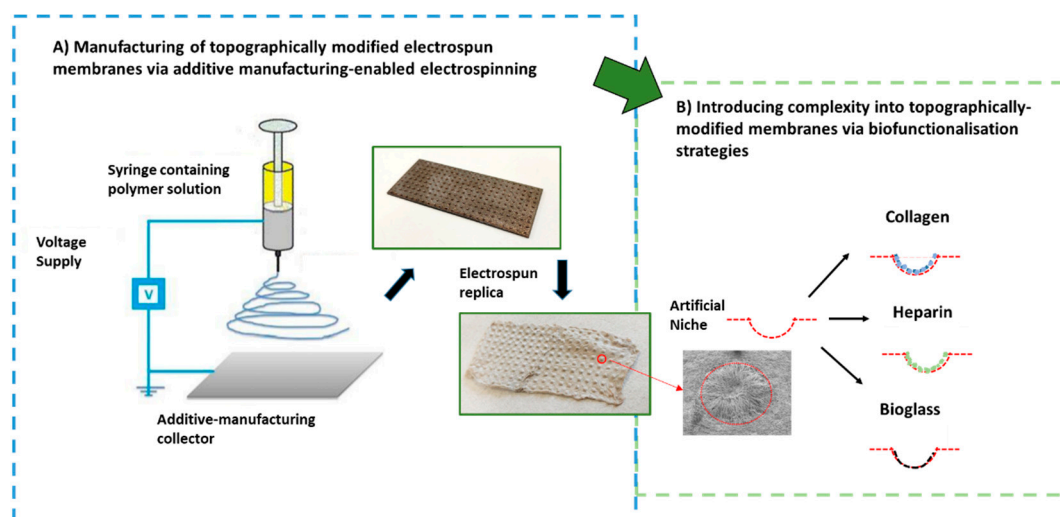 A) Manufacturing of topographically modified electrospun
membranes via additive manufacturing-enabled electrospinning
Syringe containing
polymer solution
Voltage
Supply
V
Additive-manufacturing
collector
Electrospun
replica
B) Introducing complexity into topographically-
modified membranes via biofunctionalisation
strategies
Artificial
Niche
Collagen
Heparin
Bioglass